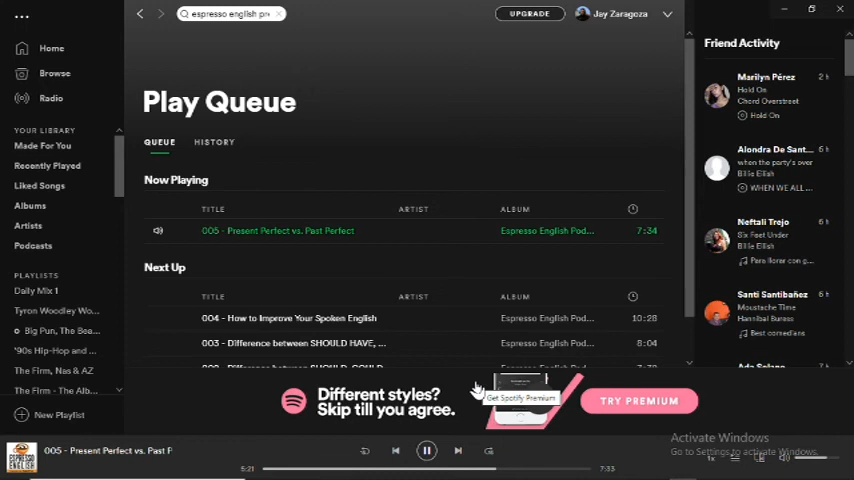 espresso english pr
UPGRADE
Jay Zaragoza
Home
Browse
Radio
YOUR LIBRARY
Made For You
Recently Played
Liked Songs
Albums
Artists
Podcasts
PLAYLISTS
Daily Mix 1
Tyron Woodley Wo...
Big Pun, The Bea...
'90s Hip-Hop and ...
The Firm, Nas & AZ
The Firm - The Alb...
New Playlist
Play Queue
QUEUE HISTORY
Now Playing
TITLE ARTIST ALBUM
005 - Present Perfect vs. Past Perfect Espresso English Pod... 7:34
Next Up
TITLE ARTIST ALBUM
004 - How to Improve Your Spoken English Espresso English Pod... 10:28
003 - Difference between SHOULD HAVE, ... Espresso English Pod... 8:04
Friend Activity
Marilyn Pérez 2 h
Hold On
Chord Overstreet
Hold On
Alondra De Sant... 6 h
when the party's over
Billie Eilish
WHEN WE ALL ...
Neftali Trejo 6 h
Six Feet Under
Billie Eilish
Para llorar con g...
Santi Santibañez 6 h
Moustache Time
Hannibal Buress
Best comedians
Different styles?
Skip till you agree.
Get Spotify Premium
TRY PREMIUM
ESPRESSO
ENGLISH
005 - Present Perfect vs. Past P
5:21 7:33
1x
Activate Windows
Go to Settings to activate Windows.